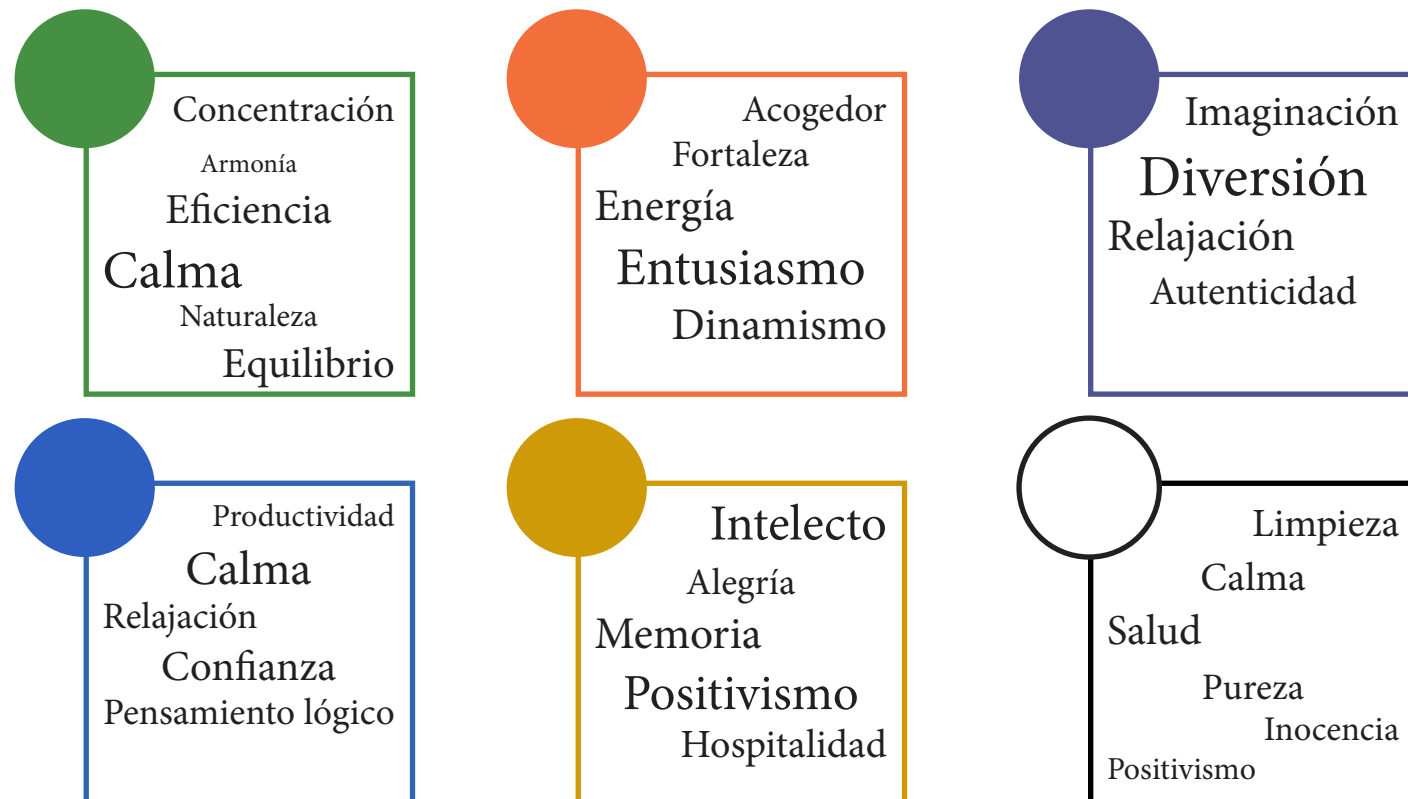 Concentración
Armonía
Eficiencia
Calma
Naturaleza
Equilibrio
Acogedor
Fortaleza
Energía
Entusiasmo
Dinamismo
Imaginación
Diversión
Relajación
Autenticidad
Productividad
Calma
Relajación
Confianza
Pensamiento lógico
Intelecto
Alegría
Memoria
Positivismo
Hospitalidad
Limpieza
Calma
Salud
Pureza
Inocencia
Positivismo